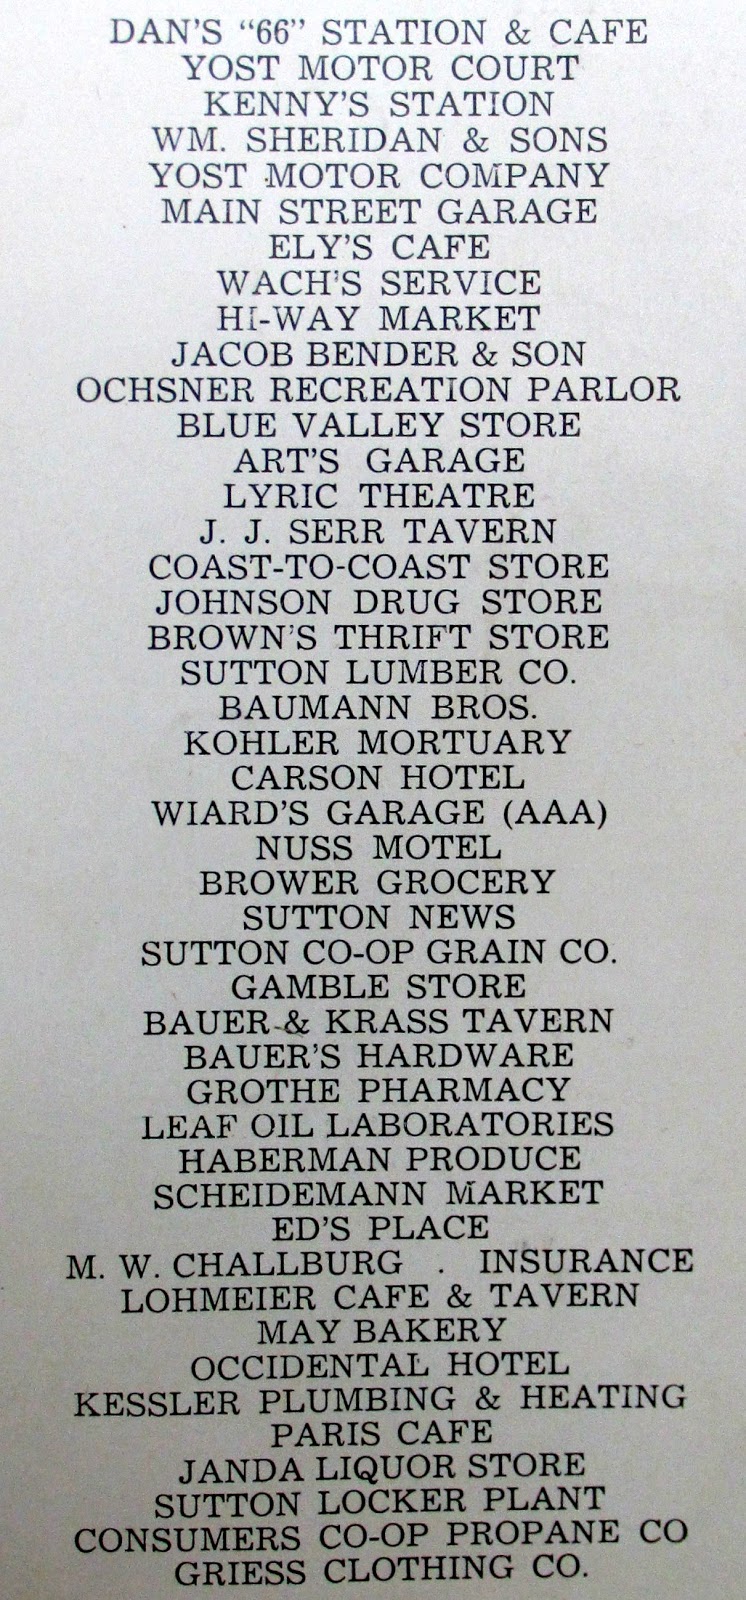 DAN'S “66” STATION & CAFE
YOST MOTOR COURT
KENNY'S STATION
WM. SHERIDAN & SONS
YOST MOTOR COMPANY
MAIN STREET GARAGE
ELY'S CAFE
WACH'S SERVICE
HI-WAY MARKET
JACOB BENDER & SON
OCHSNER RECREATION PARLOR
BLUE VALLEY STORE
ART'S GARAGE
LYRIC THEATRE
J. J. SERR TAVERN
COAST-TO-COAST STORE
JOHNSON DRUG STORE
BROWN'S THRIFT STORE
SUTTON LUMBER CO.
BAUMANN BROS.
KOHLER MORTUARY
CARSON HOTEL
WIARD'S GARAGE (AAA)
NUSS MOTEL
BROWER GROCERY
SUTTON NEWS
SUTTON CO-OP GRAIN CO.
GAMBLE STORE
BAUER & KRASS TAVERN
BAUER'S HARDWARE
GROTHE PHARMACY
LEAF OIL LABORATORIES
HABERMAN PRODUCE
SCHEIDEMANN MARKET
ED'S PLACE
M. W. CHALLBURG . INSURANCE
LOHMEIER CAFE & TAVERN
MAY BAKERY
OCCIDENTAL HOTEL
KESSLER PLUMBING & HEATING
PARIS CAFE
JANDA LIQUOR STORE
SUTTON LOCKER PLANT
CONSUMERS CO-OP PROPANE CO
GRIESS CLOTHING CO.